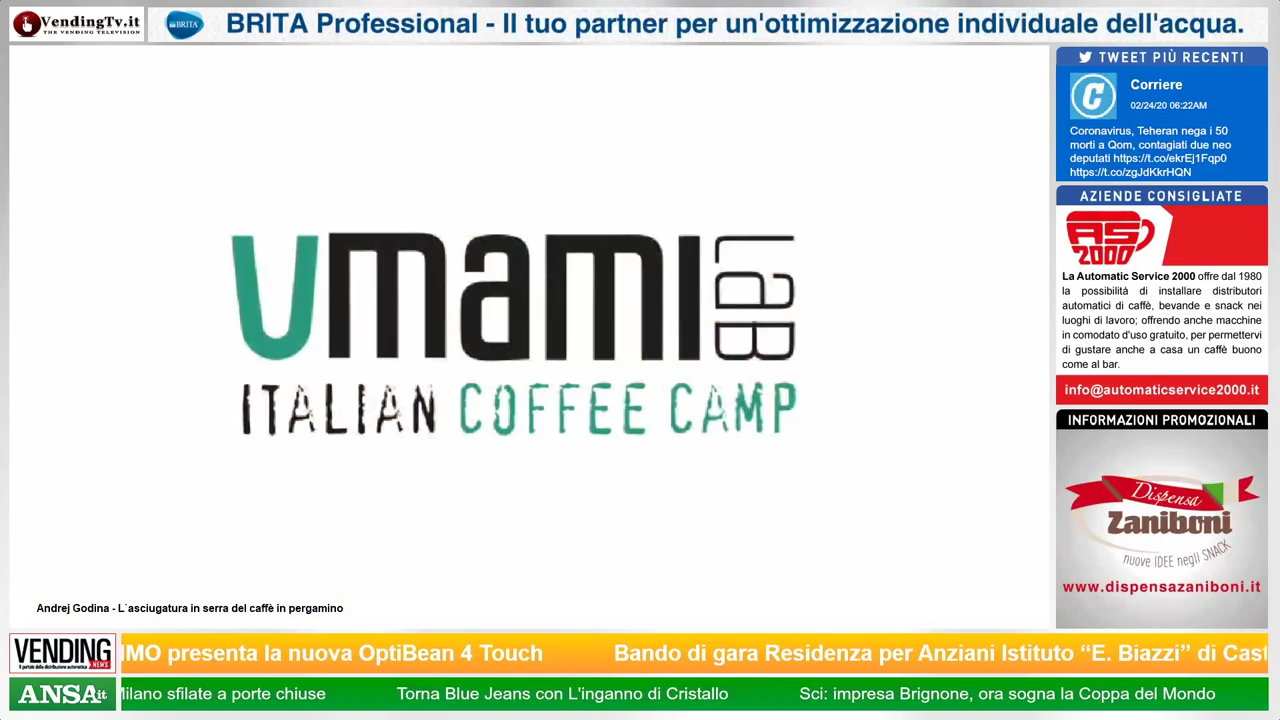 VendingTv.it
THE VENDING TELEVISION
BRITA
BRITA Professional - Il tuo partner per un'ottimizzazione individuale dell'acqua.
TWEET PIÙ RECENTI
Corriere
02/24/20 06:22AM
Coronavirus, Teheran nega i 50
morti a Qom, contagiati due neo
deputati https://t.co/ekrEj1Fqp0
https://t.co/zgJdKkrHQN
AZIENDE CONSIGLIATE
AS
2000
La Automatic Service 2000 offre dal 1980
la possibilità di installare distributori
automatici di caffè, bevande e snack nei
luoghi di lavoro; offrendo anche macchine
in comodato d'uso gratuito, per permettervi
di gustare anche a casa un caffè buono
come al bar.
info@automaticservice2000.it
INFORMAZIONI PROMOZIONALI
Dispensa
Zaniboni
nuove IDEE negli SNACK
www.dispensazaniboni.it
umami LaB
ITALIAN COFFEE CAMP
Andrej Godina - L`asciugatura in serra del caffè in pergamino
VENDING NEWS
Il portale della distribuzione automatica
IMO presenta la nuova OptiBean 4 Touch Bando di gara Residenza per Anziani Istituto “E. Biazzi” di Cast
ANSA.it
Milano sfilate a porte chiuse Torna Blue Jeans con L'inganno di Cristallo Sci: impresa Brignone, ora sogna la Coppa del Mondo